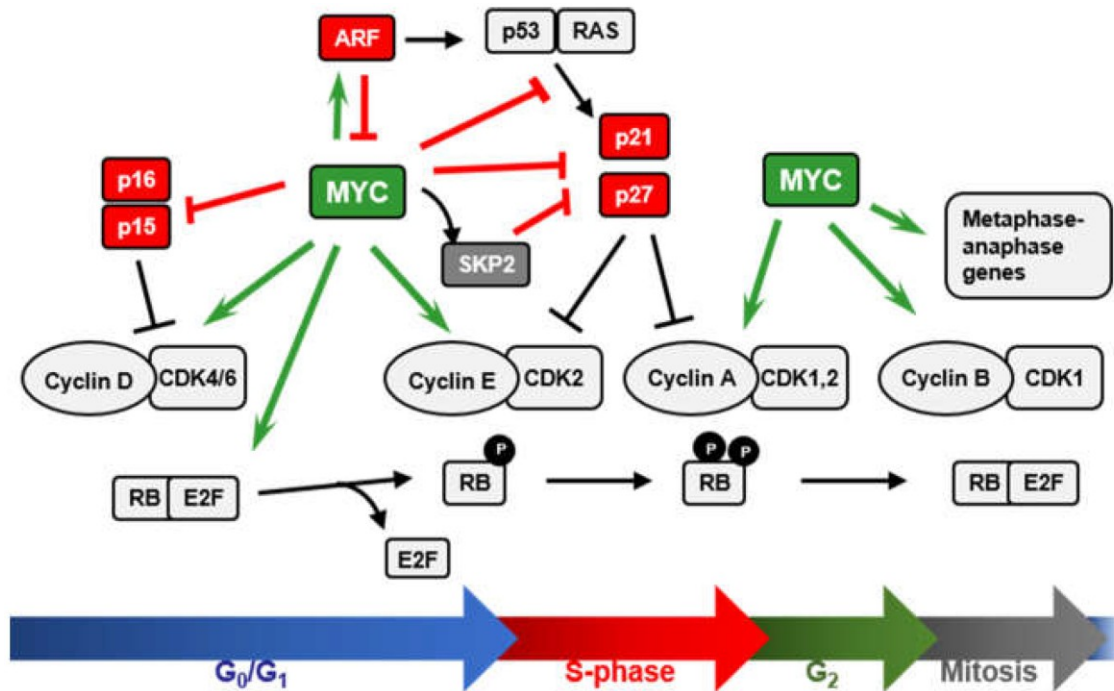 ARF
p53 RAS
p21
p16
MYC
p27
MYC
p15
Metaphase-
anaphase
genes
SKP2
Cyclin D CDK4/6
Cyclin E CDK2
Cyclin A CDK1,2
Cyclin B CDK1
P
P P
RB E2F
RB
RB
RB E2F
E2F
G₀/G₁
S-phase
G₂
Mitosis